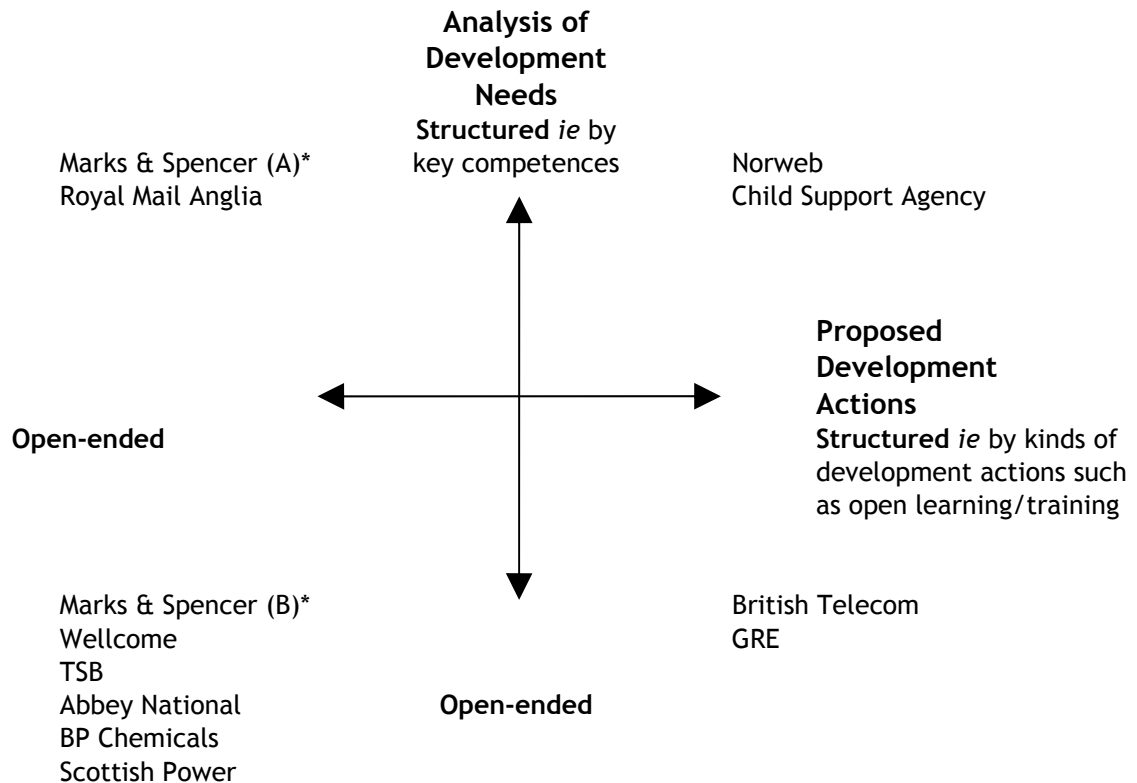 Analysis of
Development
Needs
Structured ie by
key competences
Marks & Spencer (A)*
Royal Mail Anglia
Norweb
Child Support Agency
Proposed
Development
Actions
Structured ie by kinds of
development actions such
as open learning/training
Open-ended
Marks & Spencer (B)*
Wellcome
TSB
Abbey National
BP Chemicals
Scottish Power
Open-ended
British Telecom
GRE